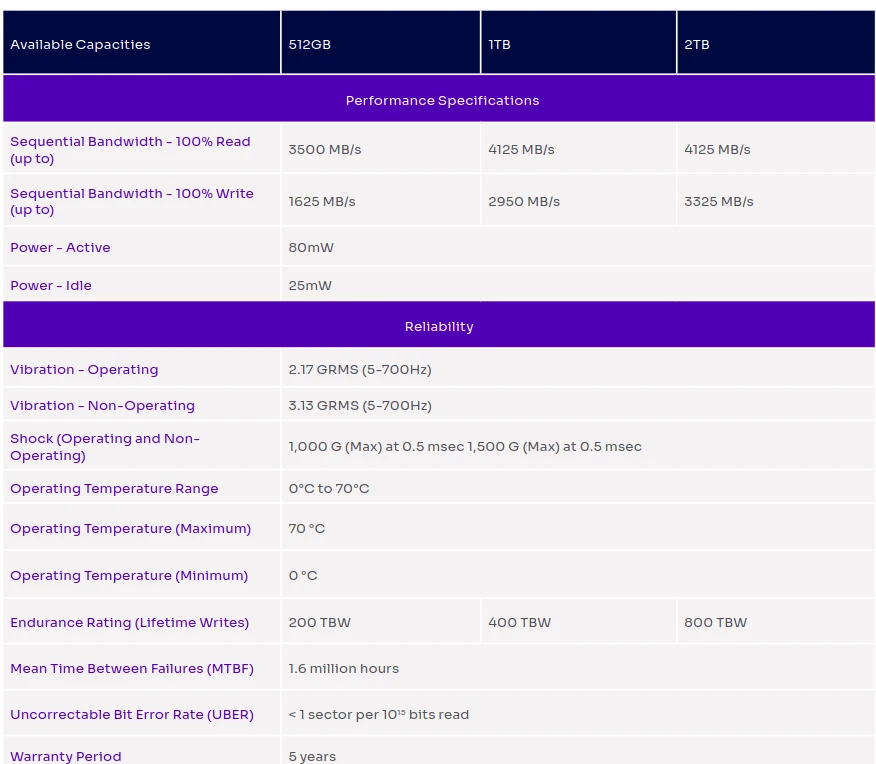 Available Capacities 512GB 1TB 2TB
Performance Specifications
Sequential Bandwidth - 100% Read
(up to) 3500 MB/s 4125 MB/s 4125 MB/s
Sequential Bandwidth - 100% Write
(up to) 1625 MB/s 2950 MB/s 3325 MB/s
Power - Active 80mW
Power - Idle 25mW
Reliability
Vibration - Operating 2.17 GRMS (5-700Hz)
Vibration - Non-Operating 3.13 GRMS (5-700Hz)
Shock (Operating and Non-
Operating) 1,000 G (Max) at 0.5 msec 1,500 G (Max) at 0.5 msec
Operating Temperature Range 0°C to 70°C
Operating Temperature (Maximum) 70 °C
Operating Temperature (Minimum) 0 °C
Endurance Rating (Lifetime Writes) 200 TBW 400 TBW 800 TBW
Mean Time Between Failures (MTBF) 1.6 million hours
Uncorrectable Bit Error Rate (UBER) < 1 sector per 10¹⁵ bits read
Warranty Period 5 years